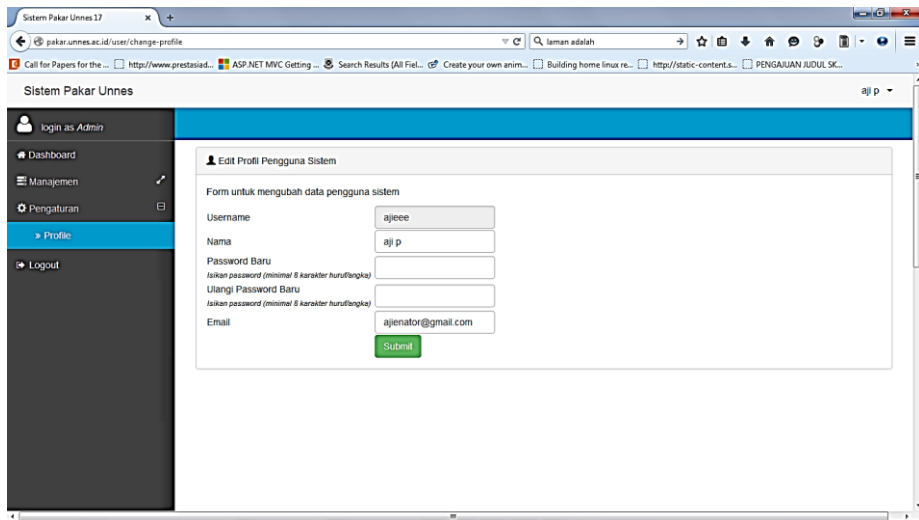 Sistem Pakar Unnes 17
pakar.unnes.ac.id/user/change-profile
laman adalah
Call for Papers for the ... http://www.prestasiad... ASP.NET MVC Getting ... Search Results (All Fiel... Create your own anim... Building home linux re... http://static-content.s... PENGAJUAN JUDUL SK...
Sistem Pakar Unnes
aji p
login as Admin
Dashboard
Manajemen
Pengaturan
» Profile
Logout
Edit Profil Pengguna Sistem
Form untuk mengubah data pengguna sistem
Username
ajieee
Nama
aji p
Password Baru
Isikan password (minimal 8 karakter huruf/angka)
Ulangi Password Baru
Isikan password (minimal 8 karakter huruf/angka)
Email
ajienator@gmail.com
Submit